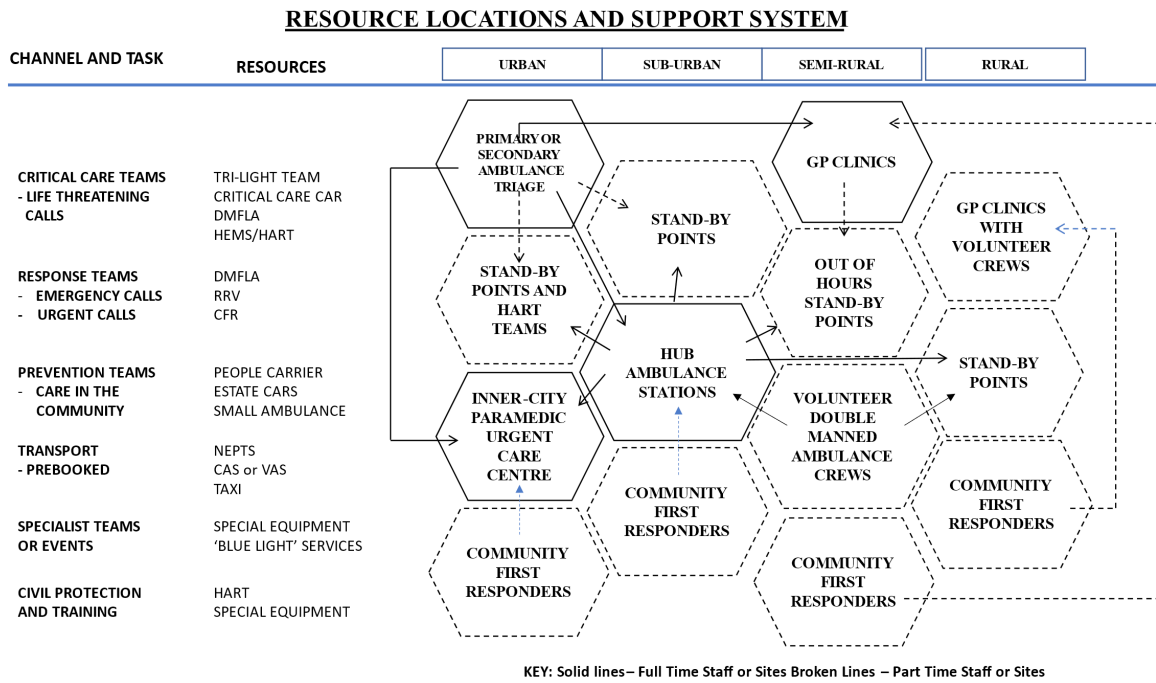 RESOURCE LOCATIONS AND SUPPORT SYSTEM
CHANNEL AND TASK
RESOURCES
URBAN
SUB-URBAN
SEMI-RURAL
RURAL
CRITICAL CARE TEAMS
- LIFE THREATENING
CALLS
TRI-LIGHT TEAM
CRITICAL CARE CAR
DMFLA
HEMS/HART
RESPONSE TEAMS
- EMERGENCY CALLS
- URGENT CALLS
DMFLA
RRV
CFR
PREVENTION TEAMS
- CARE IN THE
COMMUNITY
PEOPLE CARRIER
ESTATE CARS
SMALL AMBULANCE
TRANSPORT
- PREBOOKED
NEPTS
CAS or VAS
TAXI
SPECIALIST TEAMS
OR EVENTS
SPECIAL EQUIPMENT
‘BLUE LIGHT’ SERVICES
CIVIL PROTECTION
AND TRAINING
HART
SPECIAL EQUIPMENT
PRIMARY OR
SECONDARY
AMBULANCE
TRIAGE
STAND-BY
POINTS AND
HART
TEAMS
INNER-CITY
PARAMEDIC
URGENT
CARE
CENTRE
COMMUNITY
FIRST
RESPONDERS
STAND-BY
POINTS
HUB
AMBULANCE
STATIONS
COMMUNITY
FIRST
RESPONDERS
GP CLINICS
OUT OF
HOURS
STAND-BY
POINTS
VOLUNTEER
DOUBLE
MANNED
AMBULANCE
CREWS
COMMUNITY
FIRST
RESPONDERS
GP CLINICS
WITH
VOLUNTEER
CREWS
STAND-BY
POINTS
COMMUNITY
FIRST
RESPONDERS
KEY: Solid lines– Full Time Staff or Sites Broken Lines – Part Time Staff or Sites